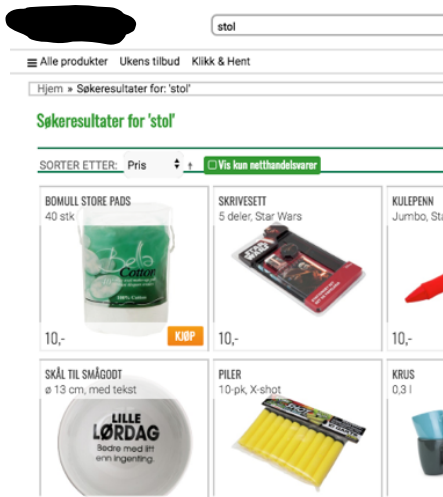 stol
Alle produkter Ukens tilbud Klikk & Hent
Hjem » Søkeresultater for: 'stol'
Søkeresultater for 'stol'
SORTER ETTER: Pris ↑ Vis kun netthandelsvarer
BOMULL STORE PADS
40 stk
Bella
Cotton
100% Cotton
10,-
KJØP
SKRIVESETT
5 deler, Star Wars
STAR
WARS
10,-
KULEPENN
Jumbo, Sta
10,-
SKÅL TIL SMÅGODT
ø 13 cm, med tekst
LILLE
LØRDAG
Bedre med litt
enn ingenting.
PILER
10-pk, X-shot
KRUS
0,3 l